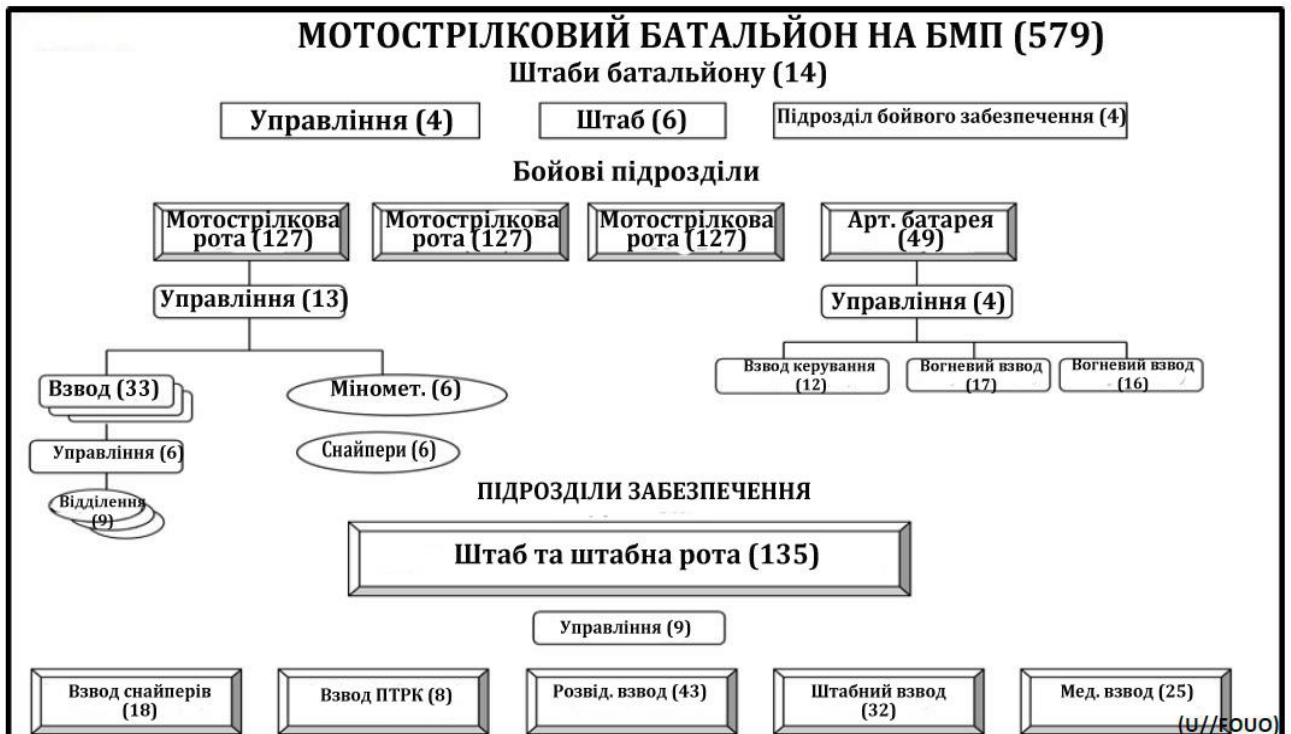 МОТОСТРІЛКОВИЙ БАТАЛЬЙОН НА БМП (579)
Штаби батальйону (14)
Управління (4)
Штаб (6)
Підрозділ бойового забезпечення (4)
Бойові підрозділи
Мотострілкова
рота (127)
Мотострілкова
рота (127)
Мотострілкова
рота (127)
Арт. батарея
(49)
Управління (13)
Управління (4)
Взвод (33)
Міномет. (6)
Взвод керування
(12)
Вогневий взвод
(17)
Вогневий взвод
(16)
Управління (6)
Снайпери (6)
Відділення
(9)
ПІДРОЗДІЛИ ЗАБЕЗПЕЧЕННЯ
Штаб та штабна рота (135)
Управління (9)
Взвод снайперів
(18)
Взвод ПТРК (8)
Розвід. взвод (43)
Штабний взвод
(32)
Мед. взвод (25)
(U//FOUO)